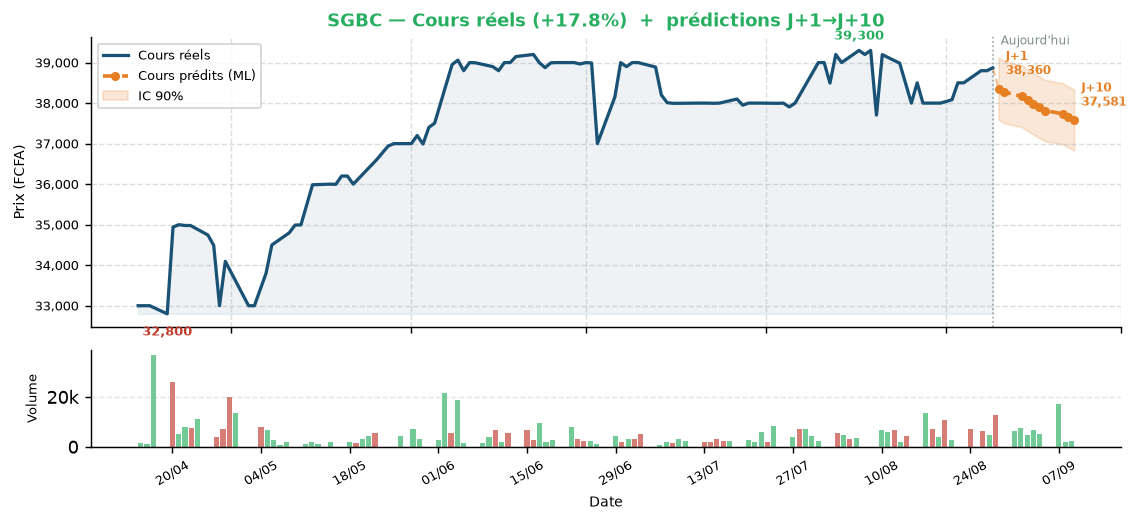 SGBC — Cours réels (+17.8%) + prédictions J+1→J+10
39,300
Aujourd'hui
Cours réels
Cours prédits (ML)
IC 90%
J+1
38,360
J+10
37,581
39,000
38,000
37,000
36,000
35,000
34,000
33,000
Prix (FCFA)
32,800
20k
0
Volume
20/04
04/05
18/05
01/06
15/06
29/06
13/07
27/07
10/08
24/08
07/09
Date